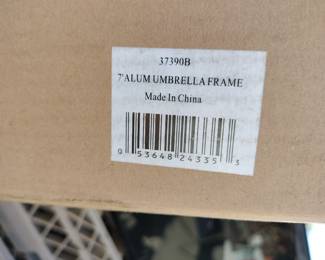 37390B
7'ALUM UMBRELLA FRAME
Made In China
0 53648 24335 3